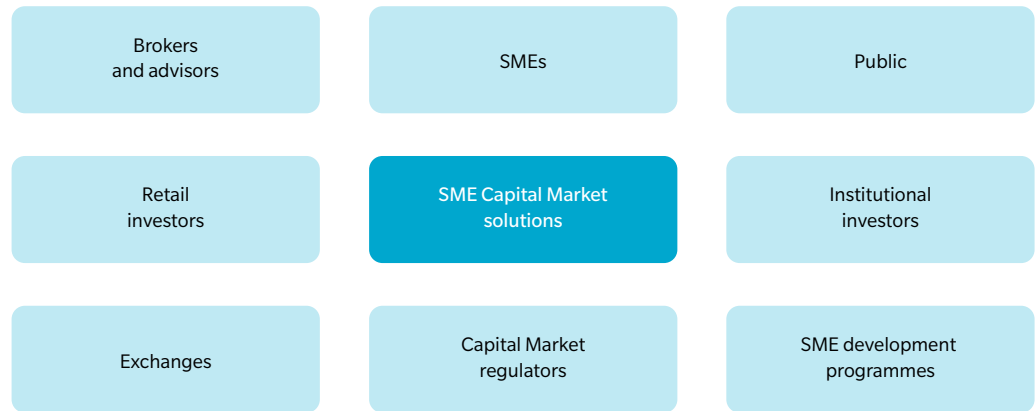 Brokers
and advisors
SMEs
Public
Retail
investors
SME Capital Market
solutions
Institutional
investors
Exchanges
Capital Market
regulators
SME development
programmes